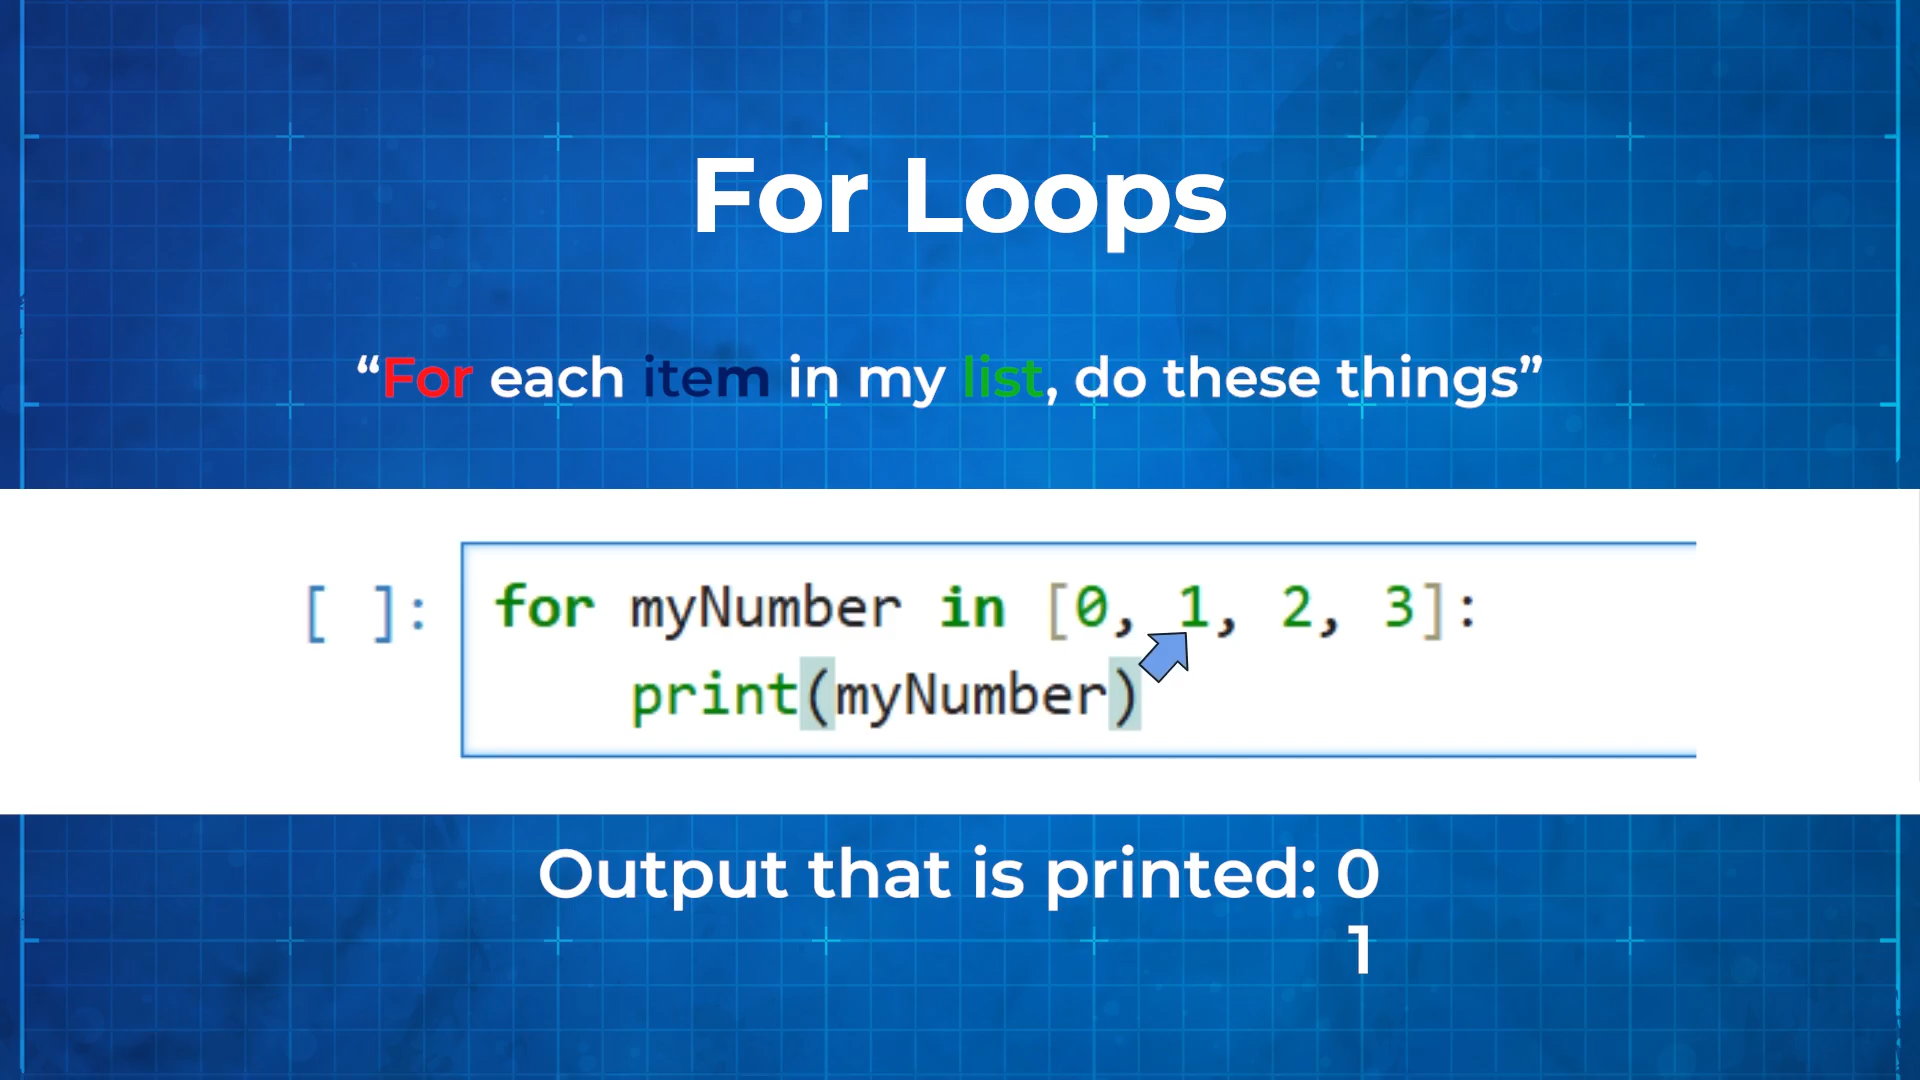 For Loops
“For each item in my list, do these things”
[ ]: for myNumber in [0, 1, 2, 3]:
print(myNumber)
Output that is printed: 0
1